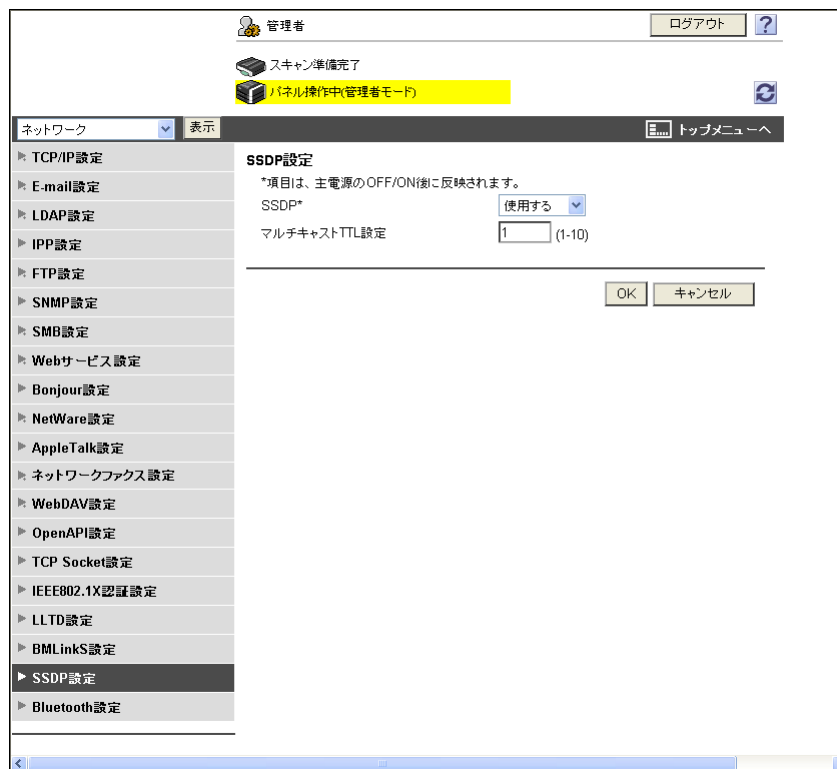 管理者
ログアウト
?
スキャン準備完了
パネル操作中(管理者モード)
ネットワーク
表示
トップメニューへ
TCP/IP設定
E-mail設定
LDAP設定
IPP設定
FTP設定
SNMP設定
SMB設定
Webサービス設定
Bonjour設定
NetWare設定
AppleTalk設定
ネットワークファクス設定
WebDAV設定
OpenAPI設定
TCP Socket設定
IEEE802.1X認証設定
LLTD設定
BMLinkS設定
SSDP設定
Bluetooth設定
SSDP設定
*項目は、主電源のOFF/ON後に反映されます。
SSDP* 使用する
マルチキャストTTL設定 1 (1-10)
OK キャンセル